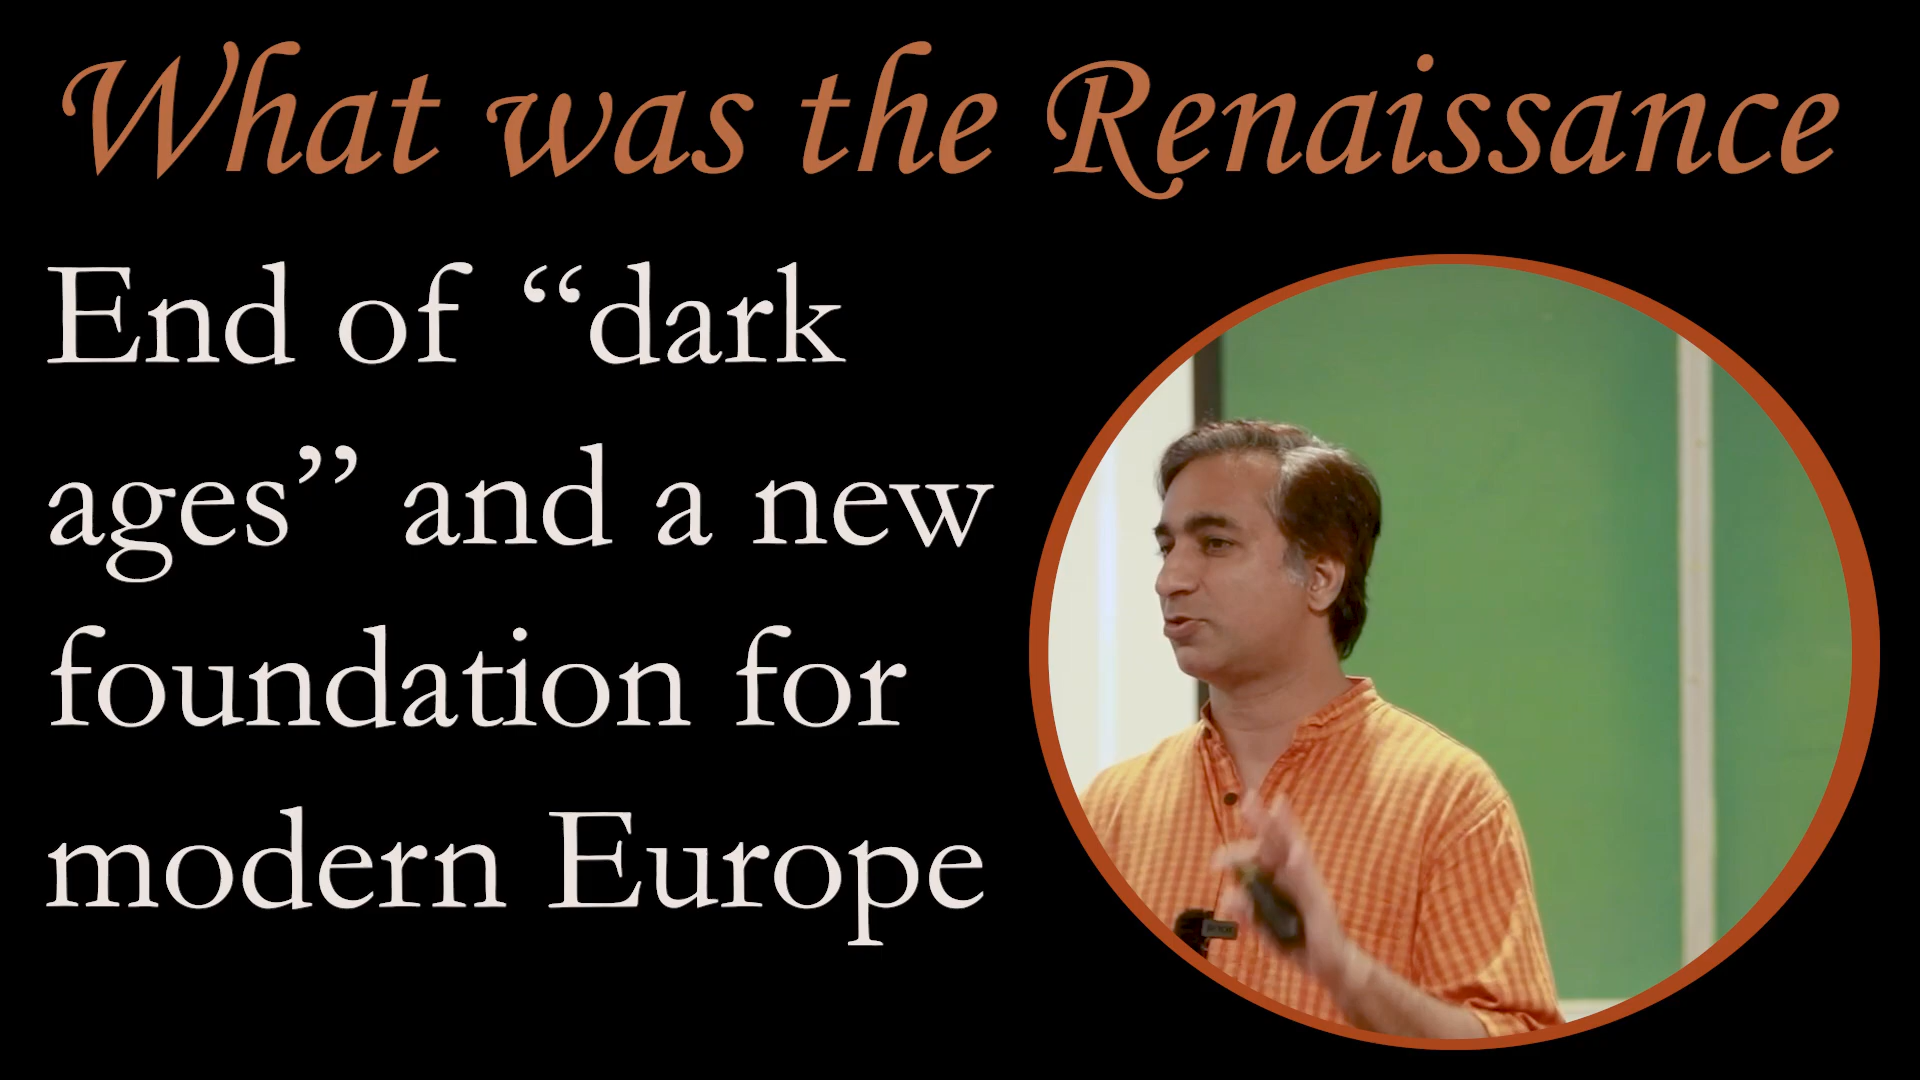 What was the Renaissance
End of “dark
ages” and a new
foundation for
modern Europe